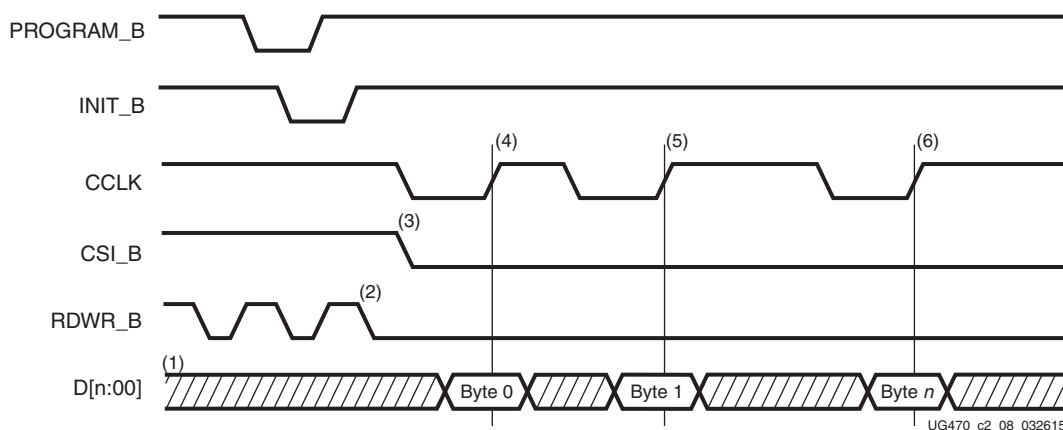 PROGRAM_B
INIT_B
(4)
(5)
(6)
CCLK
(3)
CSI_B
(2)
RDWR_B
(1)
D[n:00]
Byte 0
Byte 1
Byte n
UG470_c2_08_032615